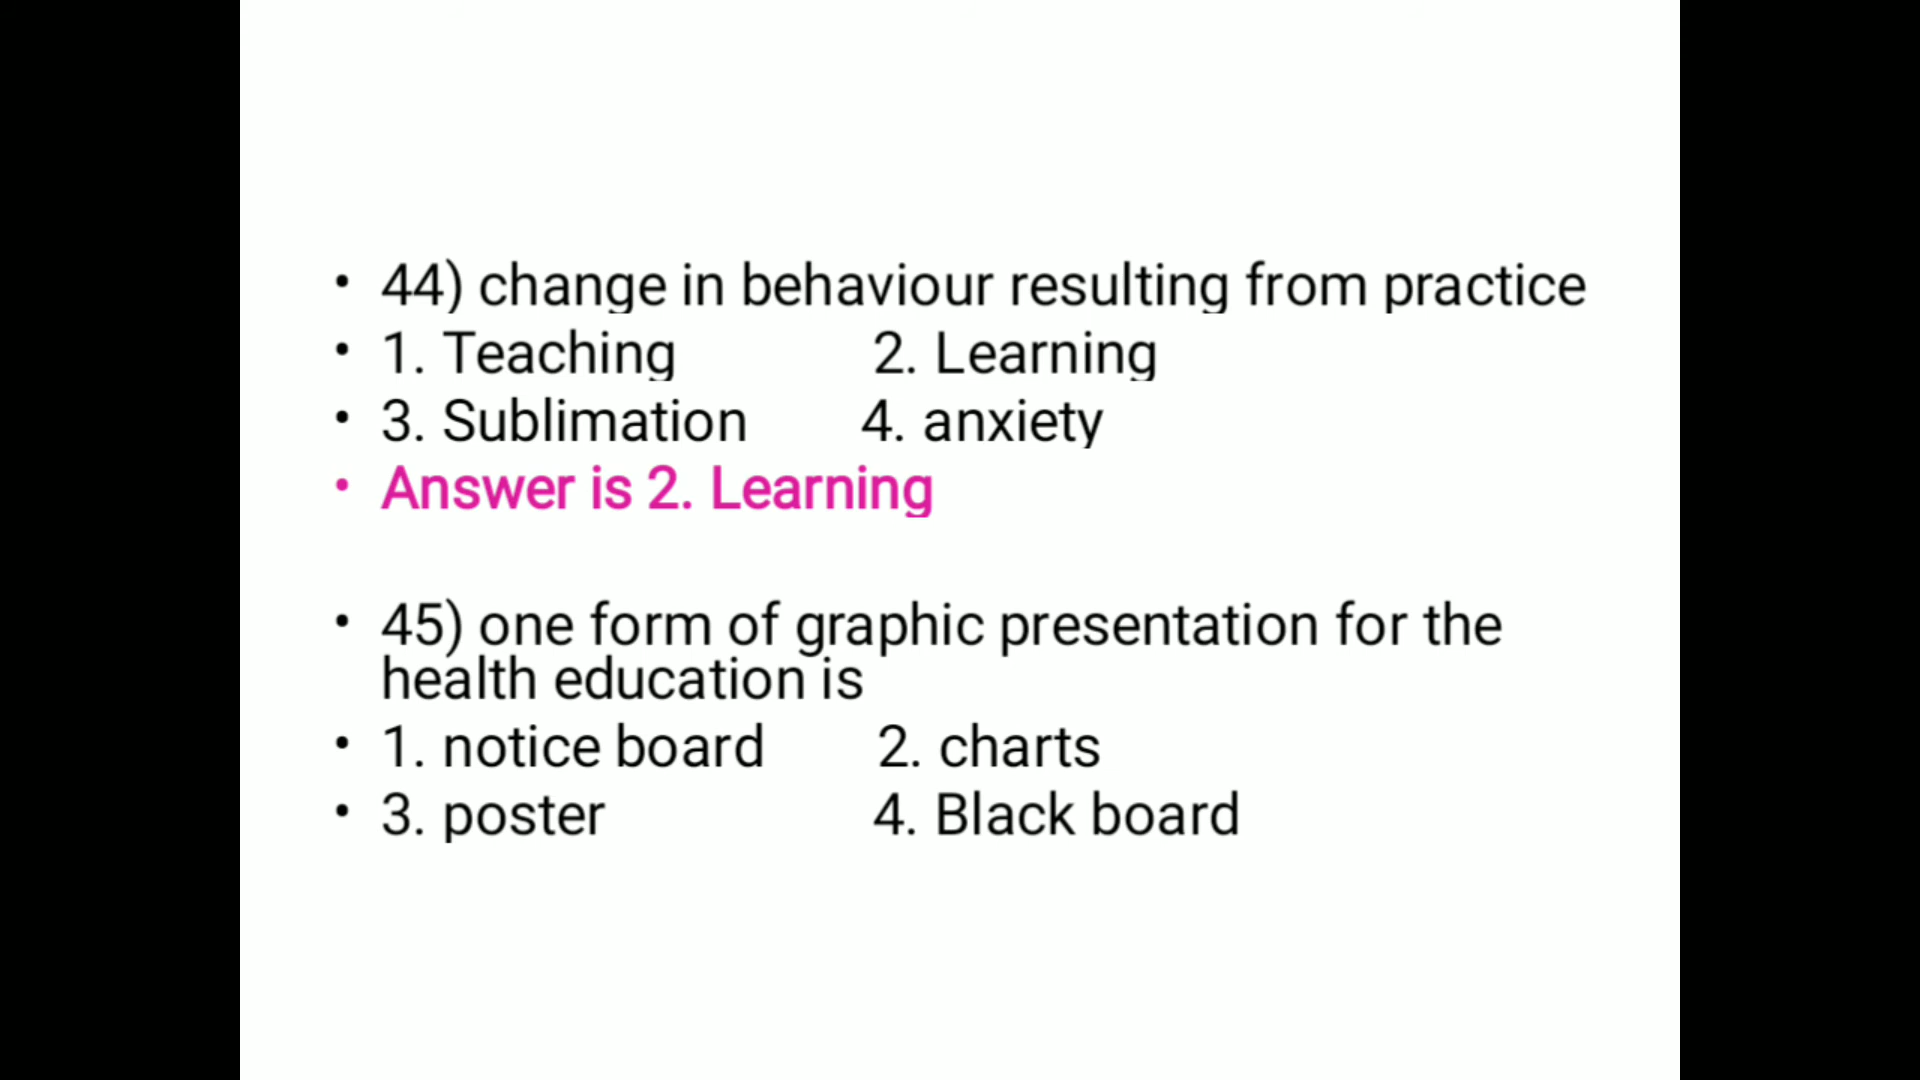 • 44) change in behaviour resulting from practice
• 1. Teaching 2. Learning
• 3. Sublimation 4. anxiety
• Answer is 2. Learning
• 45) one form of graphic presentation for the
health education is
• 1. notice board 2. charts
• 3. poster 4. Black board